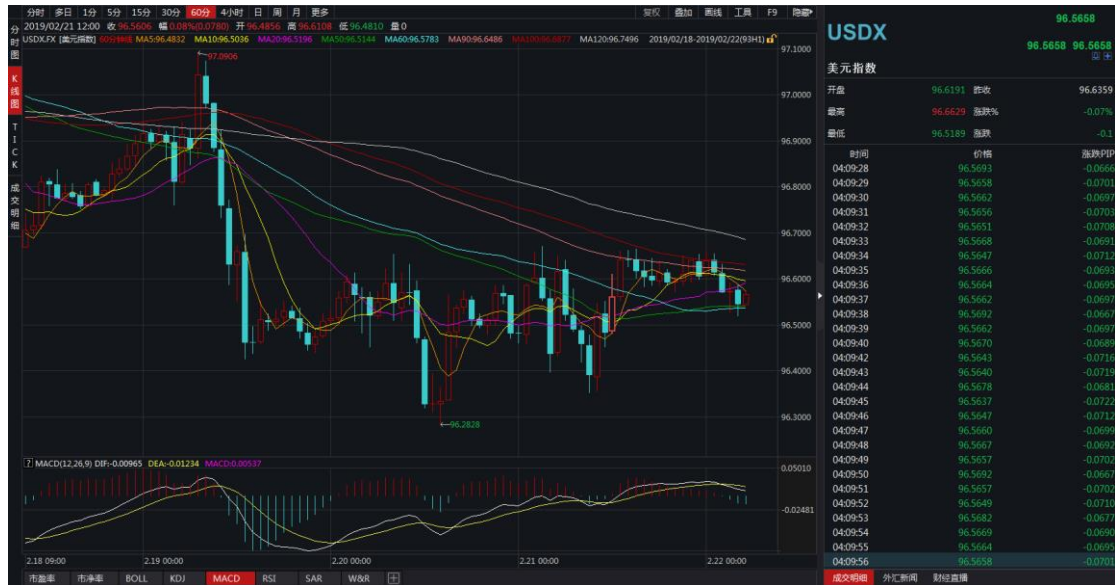 分时 多日 1分 5分 15分 30分 60分 4小时 日 周 月 更多 复权 叠加 画线 工具 F9 隐藏
2019/02/21 12:00 收96.5606 幅0.08%(0.0780) 开96.4856 高96.6108 低96.4810 量0
USDX.FX [美元指数] 60分钟线 MA5:96.4832 MA10:96.5036 MA20:96.5196 MA50:96.5144 MA60:96.5783 MA90:96.6486 MA120:96.7496 2019/02/18-2019/02/22(93H1)
分时图
K线图
TICK
成交明细
97.0906
97.1000
97.0000
96.9000
96.8000
96.7000
96.6000
96.5000
96.4000
96.3000
96.2828
? MACD(12,26,9) DIF:-0.00965 DEA:-0.01234 MACD:0.00537
0.05010
-0.02481
2.18 09:00 2.19 00:00 2.20 00:00 2.21 00:00 2.22 00:00
市盈率 市净率 BOLL KDJ MACD RSI SAR W&R
USDX
96.5658
96.5658 96.5658
美元指数
开盘 96.6191 昨收 96.6359
最高 96.6629 涨跌% -0.07%
最低 96.5189 涨跌 -0.1
时间 价格 涨跌PIP
04:09:28 96.5693 -0.0666
04:09:29 96.5658 -0.0701
04:09:30 96.5662 -0.0697
04:09:31 96.5656 -0.0703
04:09:32 96.5651 -0.0708
04:09:33 96.5668 -0.0691
04:09:34 96.5647 -0.0712
04:09:35 96.5666 -0.0693
04:09:36 96.5664 -0.0695
04:09:37 96.5662 -0.0697
04:09:38 96.5692 -0.0667
04:09:39 96.5662 -0.0697
04:09:40 96.5670 -0.0689
04:09:42 96.5643 -0.0716
04:09:43 96.5640 -0.0719
04:09:44 96.5678 -0.0681
04:09:45 96.5637 -0.0722
04:09:46 96.5647 -0.0712
04:09:47 96.5660 -0.0699
04:09:48 96.5667 -0.0692
04:09:49 96.5657 -0.0702
04:09:50 96.5692 -0.0667
04:09:51 96.5657 -0.0702
04:09:52 96.5649 -0.0710
04:09:53 96.5682 -0.0677
04:09:54 96.5669 -0.0690
04:09:55 96.5664 -0.0695
04:09:56 96.5658 -0.0701
成交明细 外汇新闻 财经直播